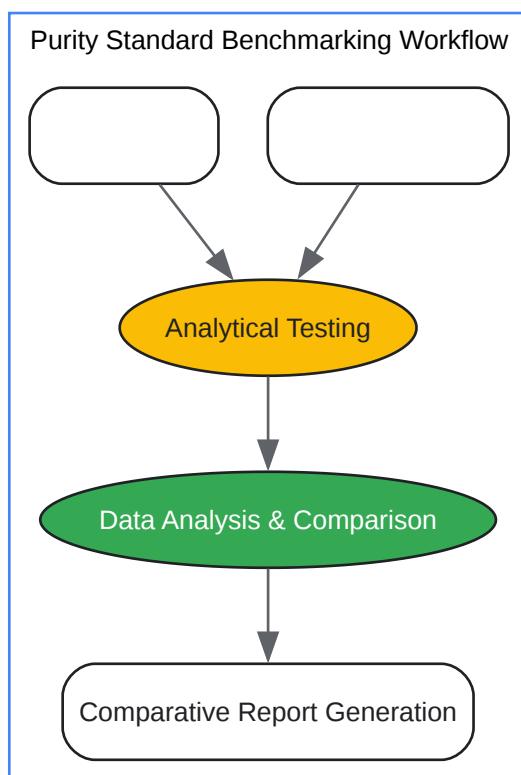 Purity Standard Benchmarking Workflow
Analytical Testing
Data Analysis & Comparison
Comparative Report Generation